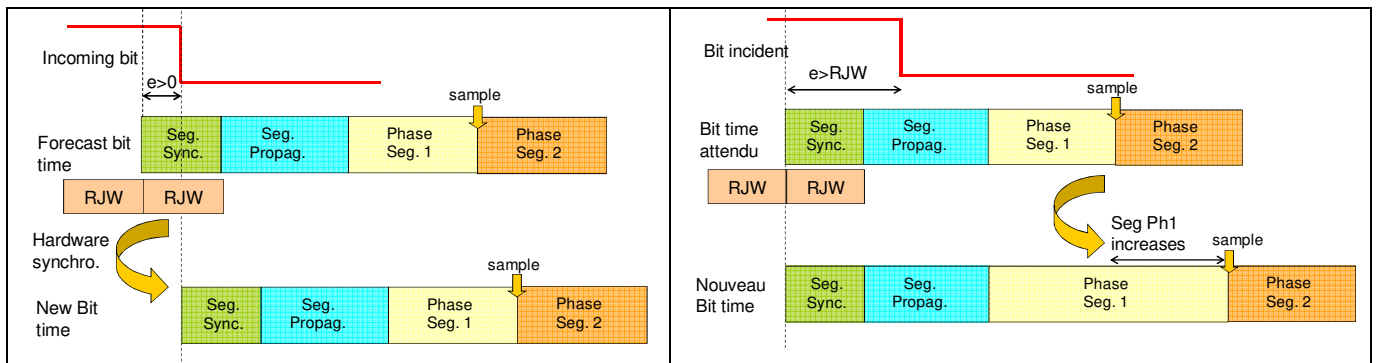 Incoming bit
e>0
sample
Forecast bit
time
Seg.
Sync.
Seg.
Propag.
Phase
Seg. 1
Phase
Seg. 2
RJW
RJW
Hardware
synchro.
sample
New Bit
time
Seg.
Sync.
Seg.
Propag.
Phase
Seg. 1
Phase
Seg. 2
Bit incident
e>RJW
sample
Bit time
attendu
Seg.
Sync.
Seg.
Propag.
Phase
Seg. 1
Phase
Seg. 2
RJW
RJW
Seg Ph1
increases
sample
Nouveau
Bit time
Seg.
Sync.
Seg.
Propag.
Phase
Seg. 1
Phase
Seg. 2